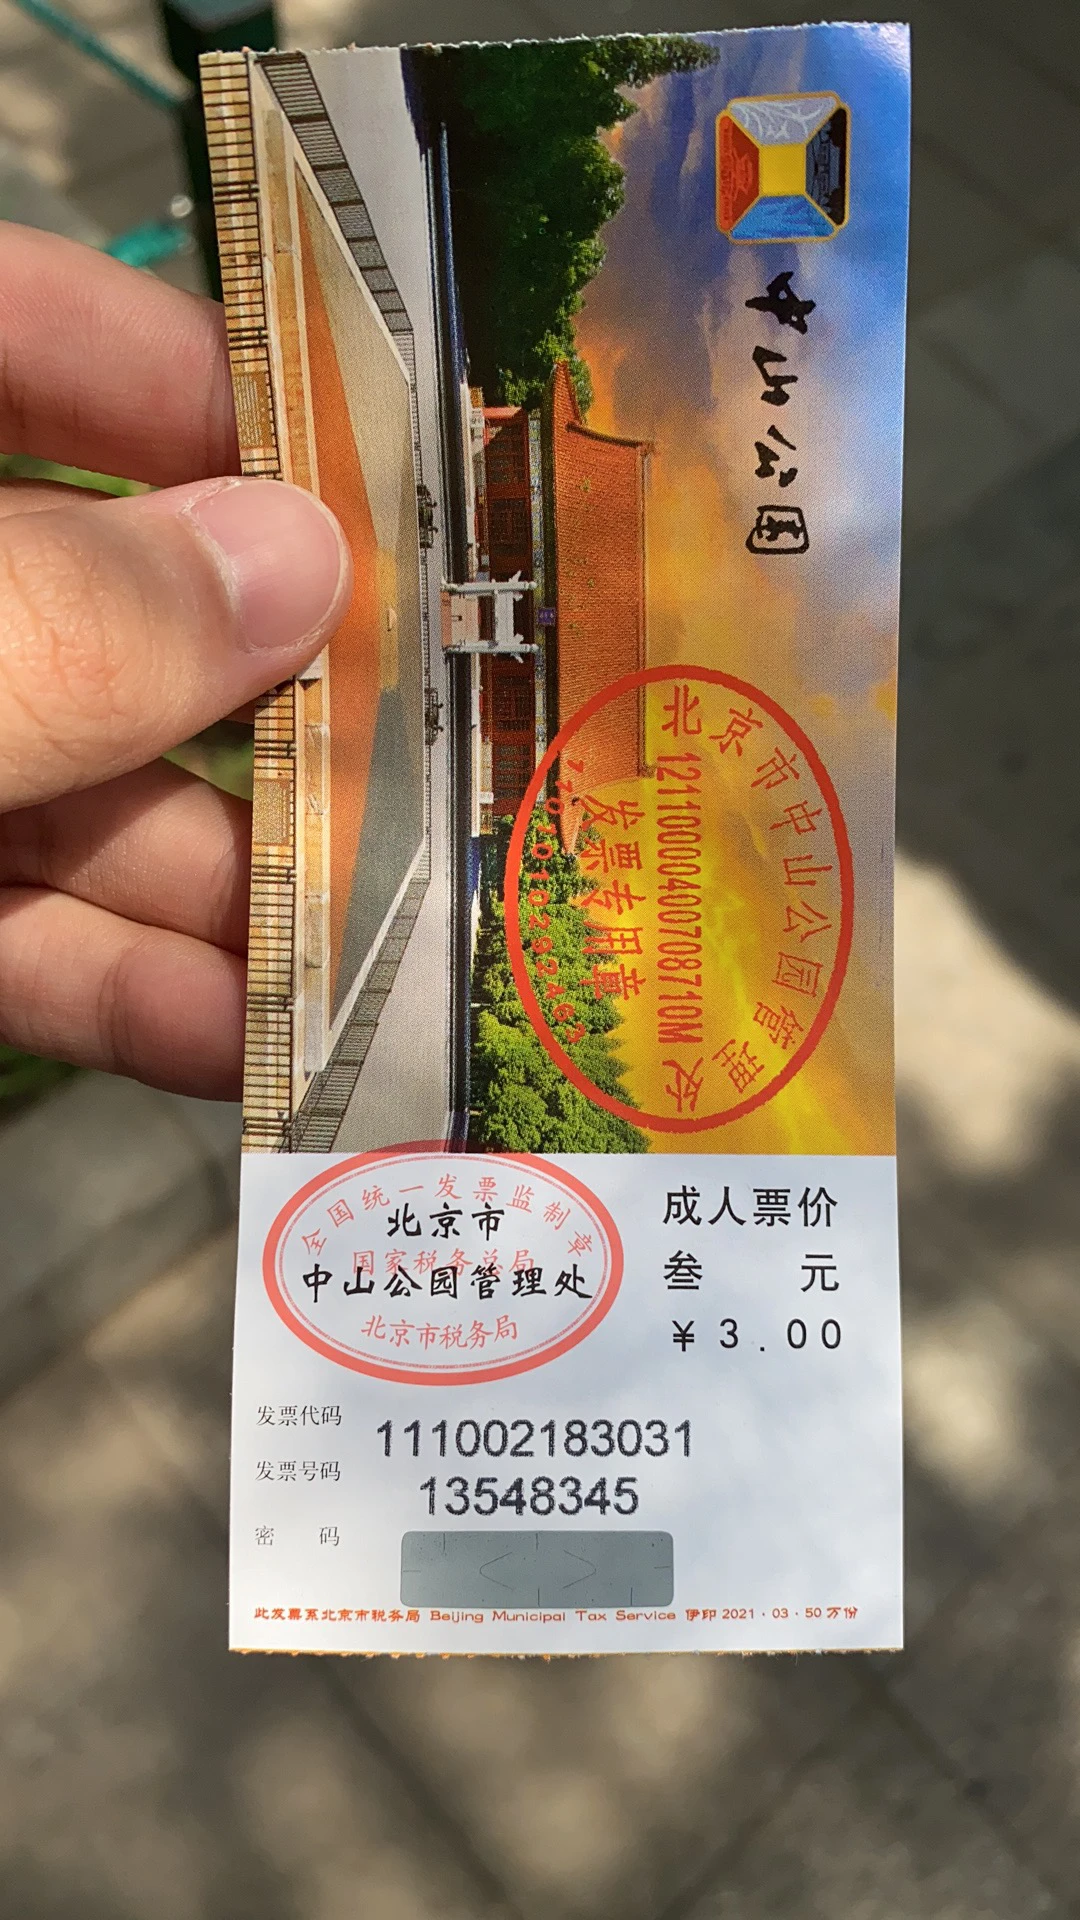 中山公园
北京市中山公园管理处
12110000400708710M
发票专用章
全国统一发票监制章
国家税务总局
北京市税务局
北京市
中山公园管理处
成人票价
叁 元
¥3.00
发票代码 111002183031
发票号码 13548345
密 码
此发票系北京市税务局 Beijing Municipal Tax Service 伊印 2021·03·50万份